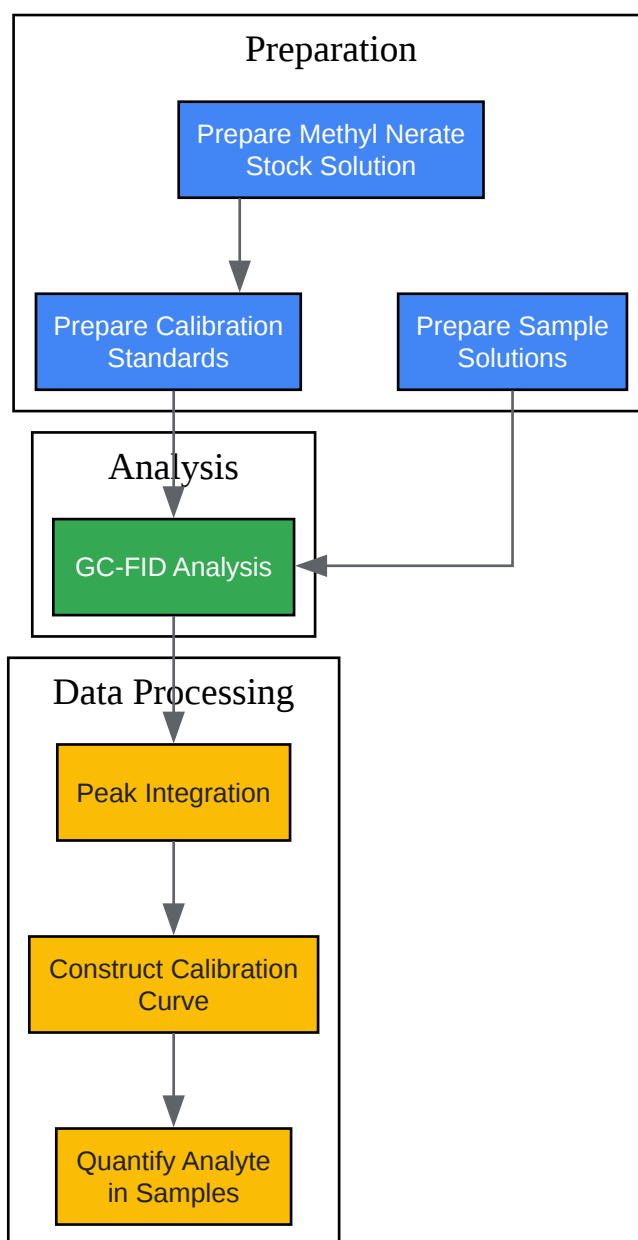 Preparation
Prepare Methyl Nerate
Stock Solution
Prepare Calibration
Standards
Prepare Sample
Solutions
Analysis
GC-FID Analysis
Data Processing
Peak Integration
Construct Calibration
Curve
Quantify Analyte
in Samples